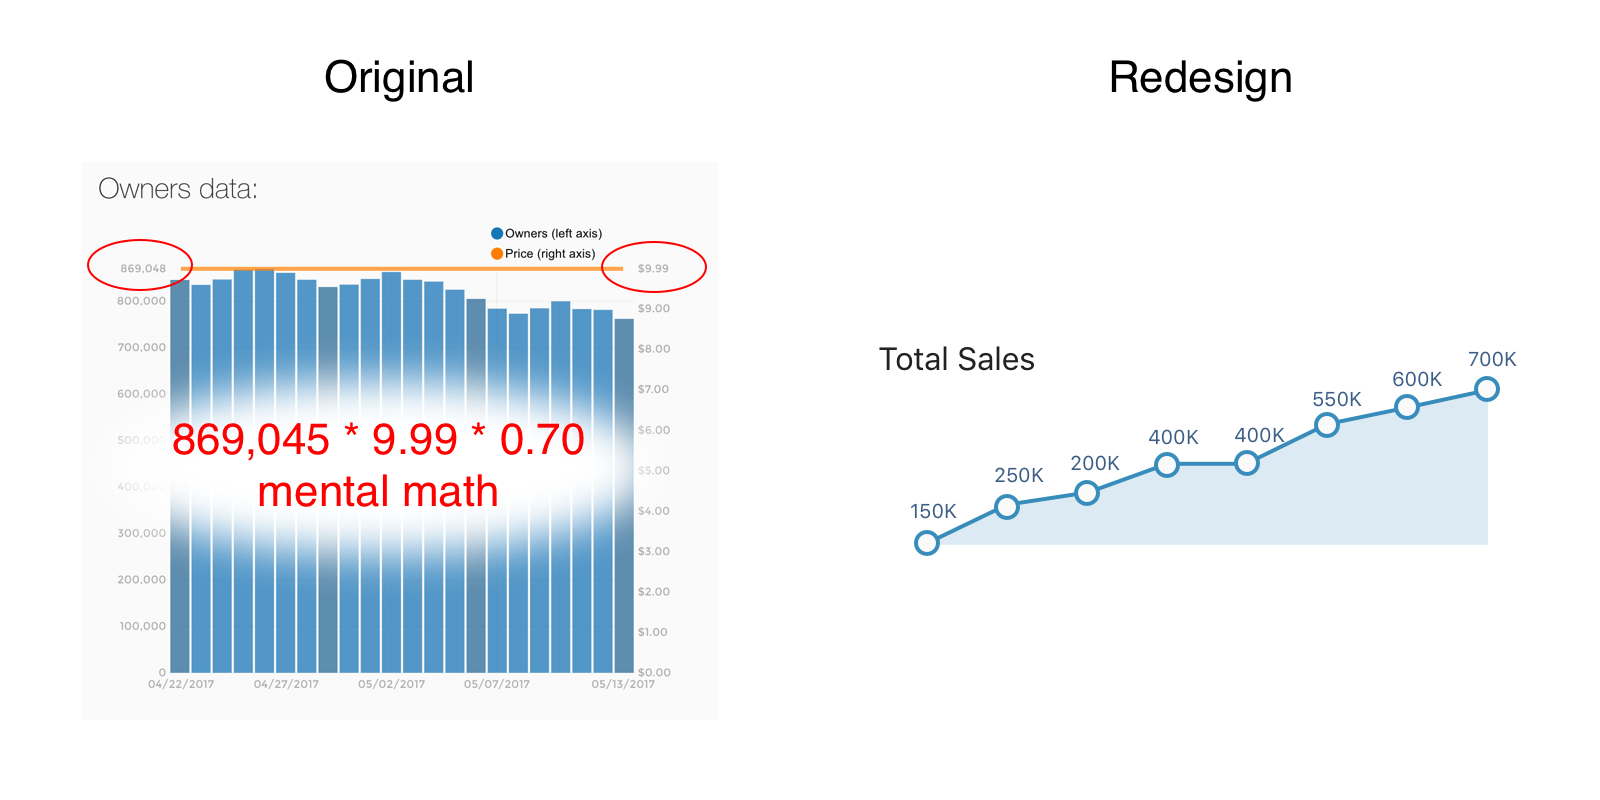 Original
Redesign
Owners data:
Owners (left axis)
Price (right axis)
869,048
800,000
700,000
600,000
500,000
400,000
300,000
200,000
100,000
0
$9.99
$9.00
$8.00
$7.00
$6.00
$5.00
$4.00
$3.00
$2.00
$1.00
$0.00
869,045 * 9.99 * 0.70
mental math
04/22/2017
04/27/2017
05/02/2017
05/07/2017
05/13/2017
Total Sales
150K
250K
200K
400K
400K
550K
600K
700K